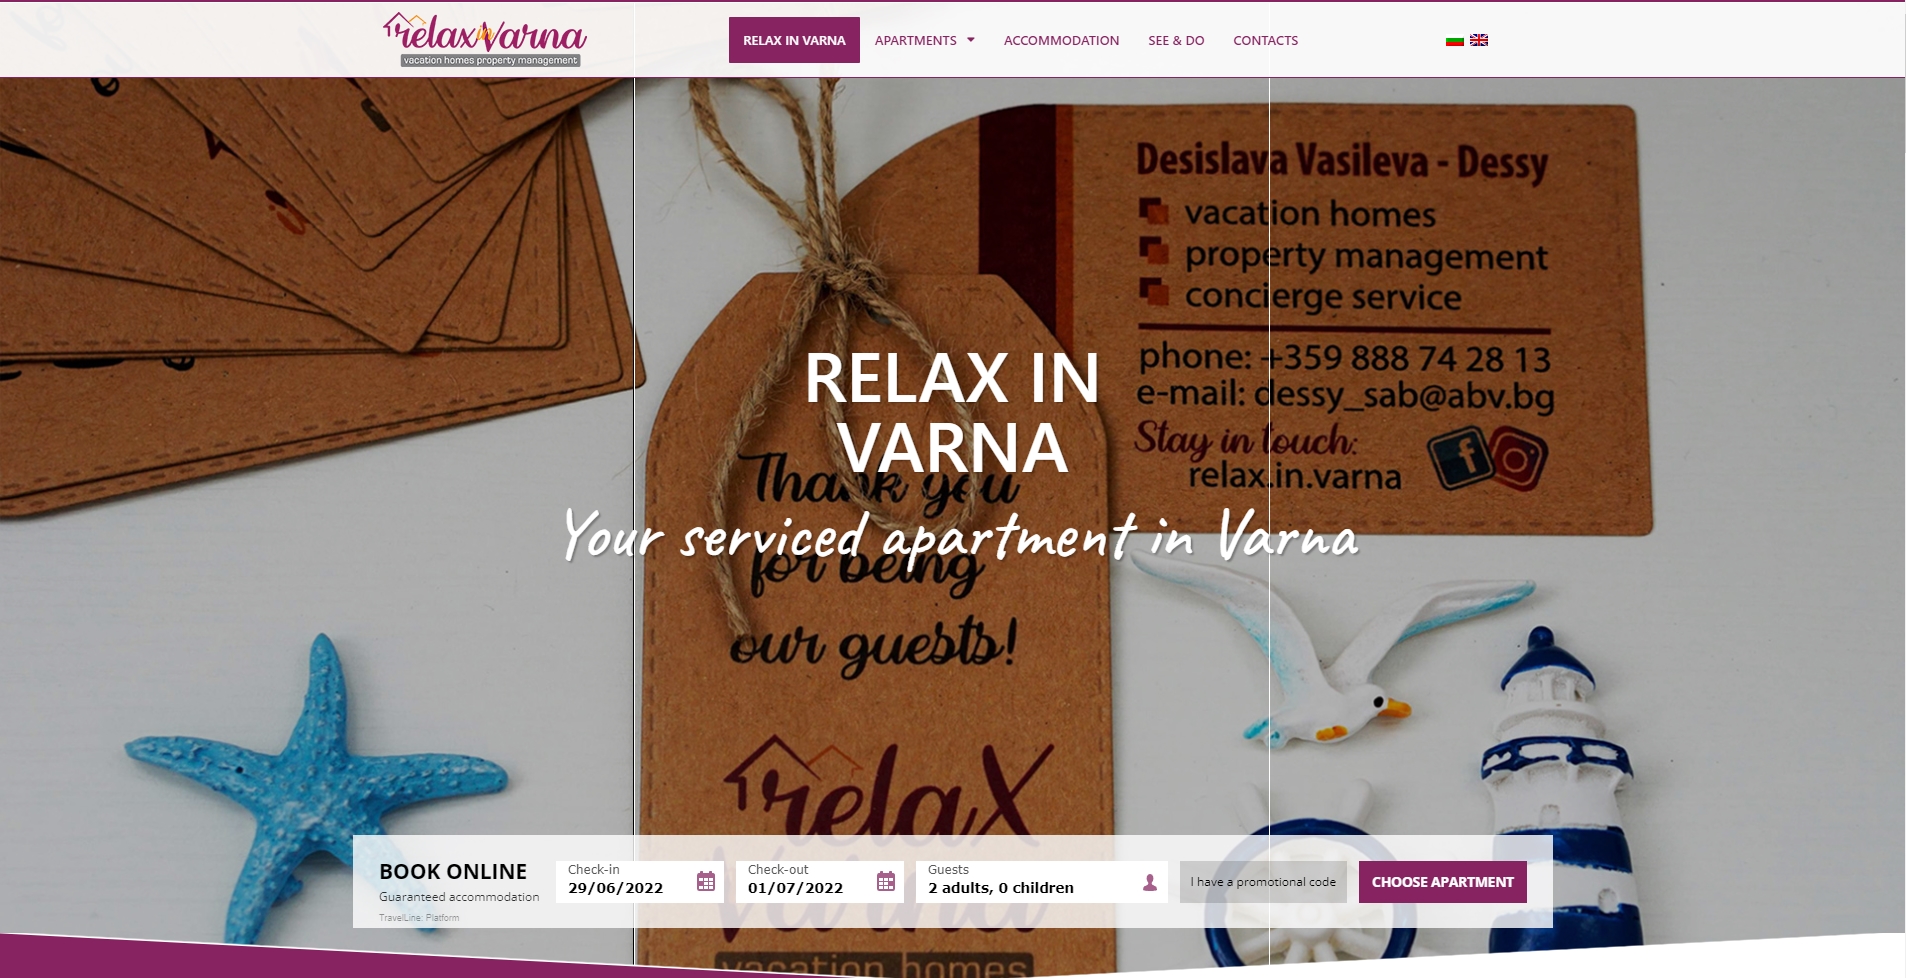 relax in Varna
vacation homes property management
RELAX IN VARNA
APARTMENTS
ACCOMMODATION
SEE & DO
CONTACTS
Desislava Vasileva - Dessy
vacation homes
property management
concierge service
phone: +359 888 74 28 13
e-mail: dessy_sab@abv.bg
Stay in touch:
relax.in.varna
RELAX IN
VARNA
Thank you
Your serviced apartment in Varna
for being
our guests!
relax
Varna
vacation homes
BOOK ONLINE
Guaranteed accommodation
TravelLine: Platform
Check-in
29/06/2022
Check-out
01/07/2022
Guests
2 adults, 0 children
I have a promotional code
CHOOSE APARTMENT